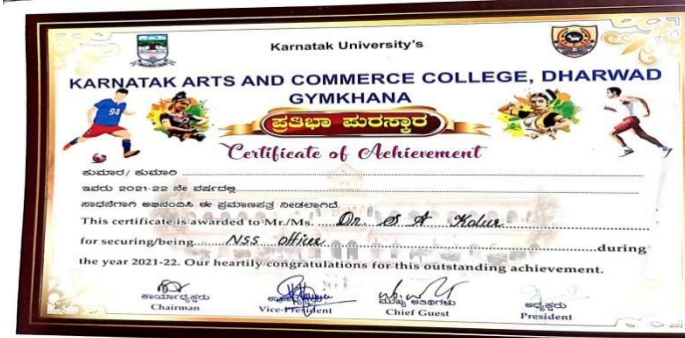 Karnatak University's
KARNATAK ARTS AND COMMERCE COLLEGE, DHARWAD
GYMKHANA
ಪ್ರತಿಭಾ ಪುರಸ್ಕಾರ
Certificate of Achievement
ಕುಮಾರ/ ಕುಮಾರಿ
ಇವರು 2021-22 ನೇ ವರ್ಷದಲ್ಲಿ
ಸಾಧನೆಗಾಗಿ ಅಭಿನಂದಿಸಿ ಈ ಪ್ರಮಾಣಪತ್ರ ನೀಡಲಾಗಿದೆ.
This certificate is awarded to Mr./Ms. Dr. S A Kolur
for securing/being NSS officer during
the year 2021-22. Our heartily congratulations for this outstanding achievement.
ಕಾರ್ಯಾಧ್ಯಕ್ಷರು ಮುಖ್ಯ ಅತಿಥಿಗಳು ಅಧ್ಯಕ್ಷರು
Chairman Vice-President Chief Guest President